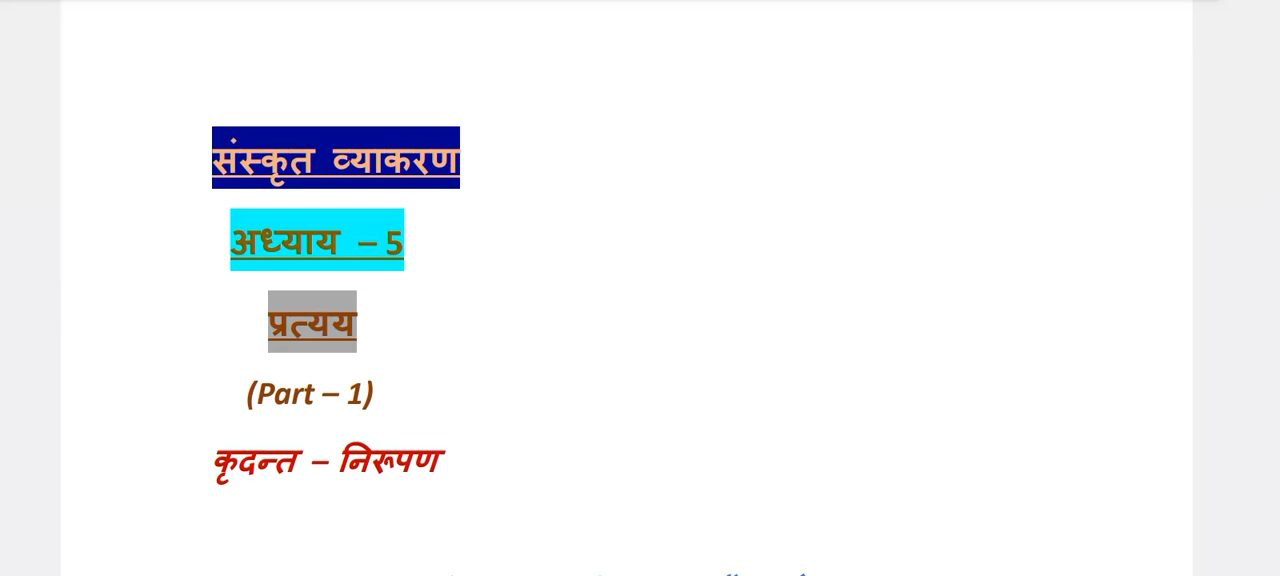 संस्कृत व्याकरण
अध्याय – 5
प्रत्यय
(Part – 1)
कृदन्त – निरूपण